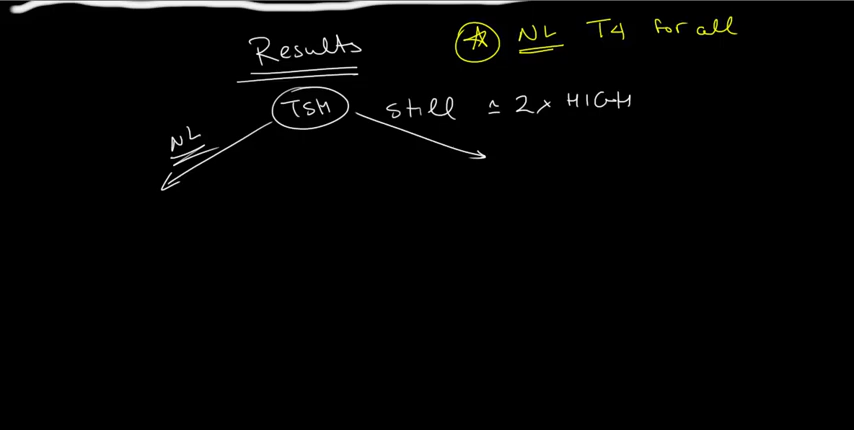 ☆ NL T4 for all
Results
TSH still ≃ 2x HIGH
NL